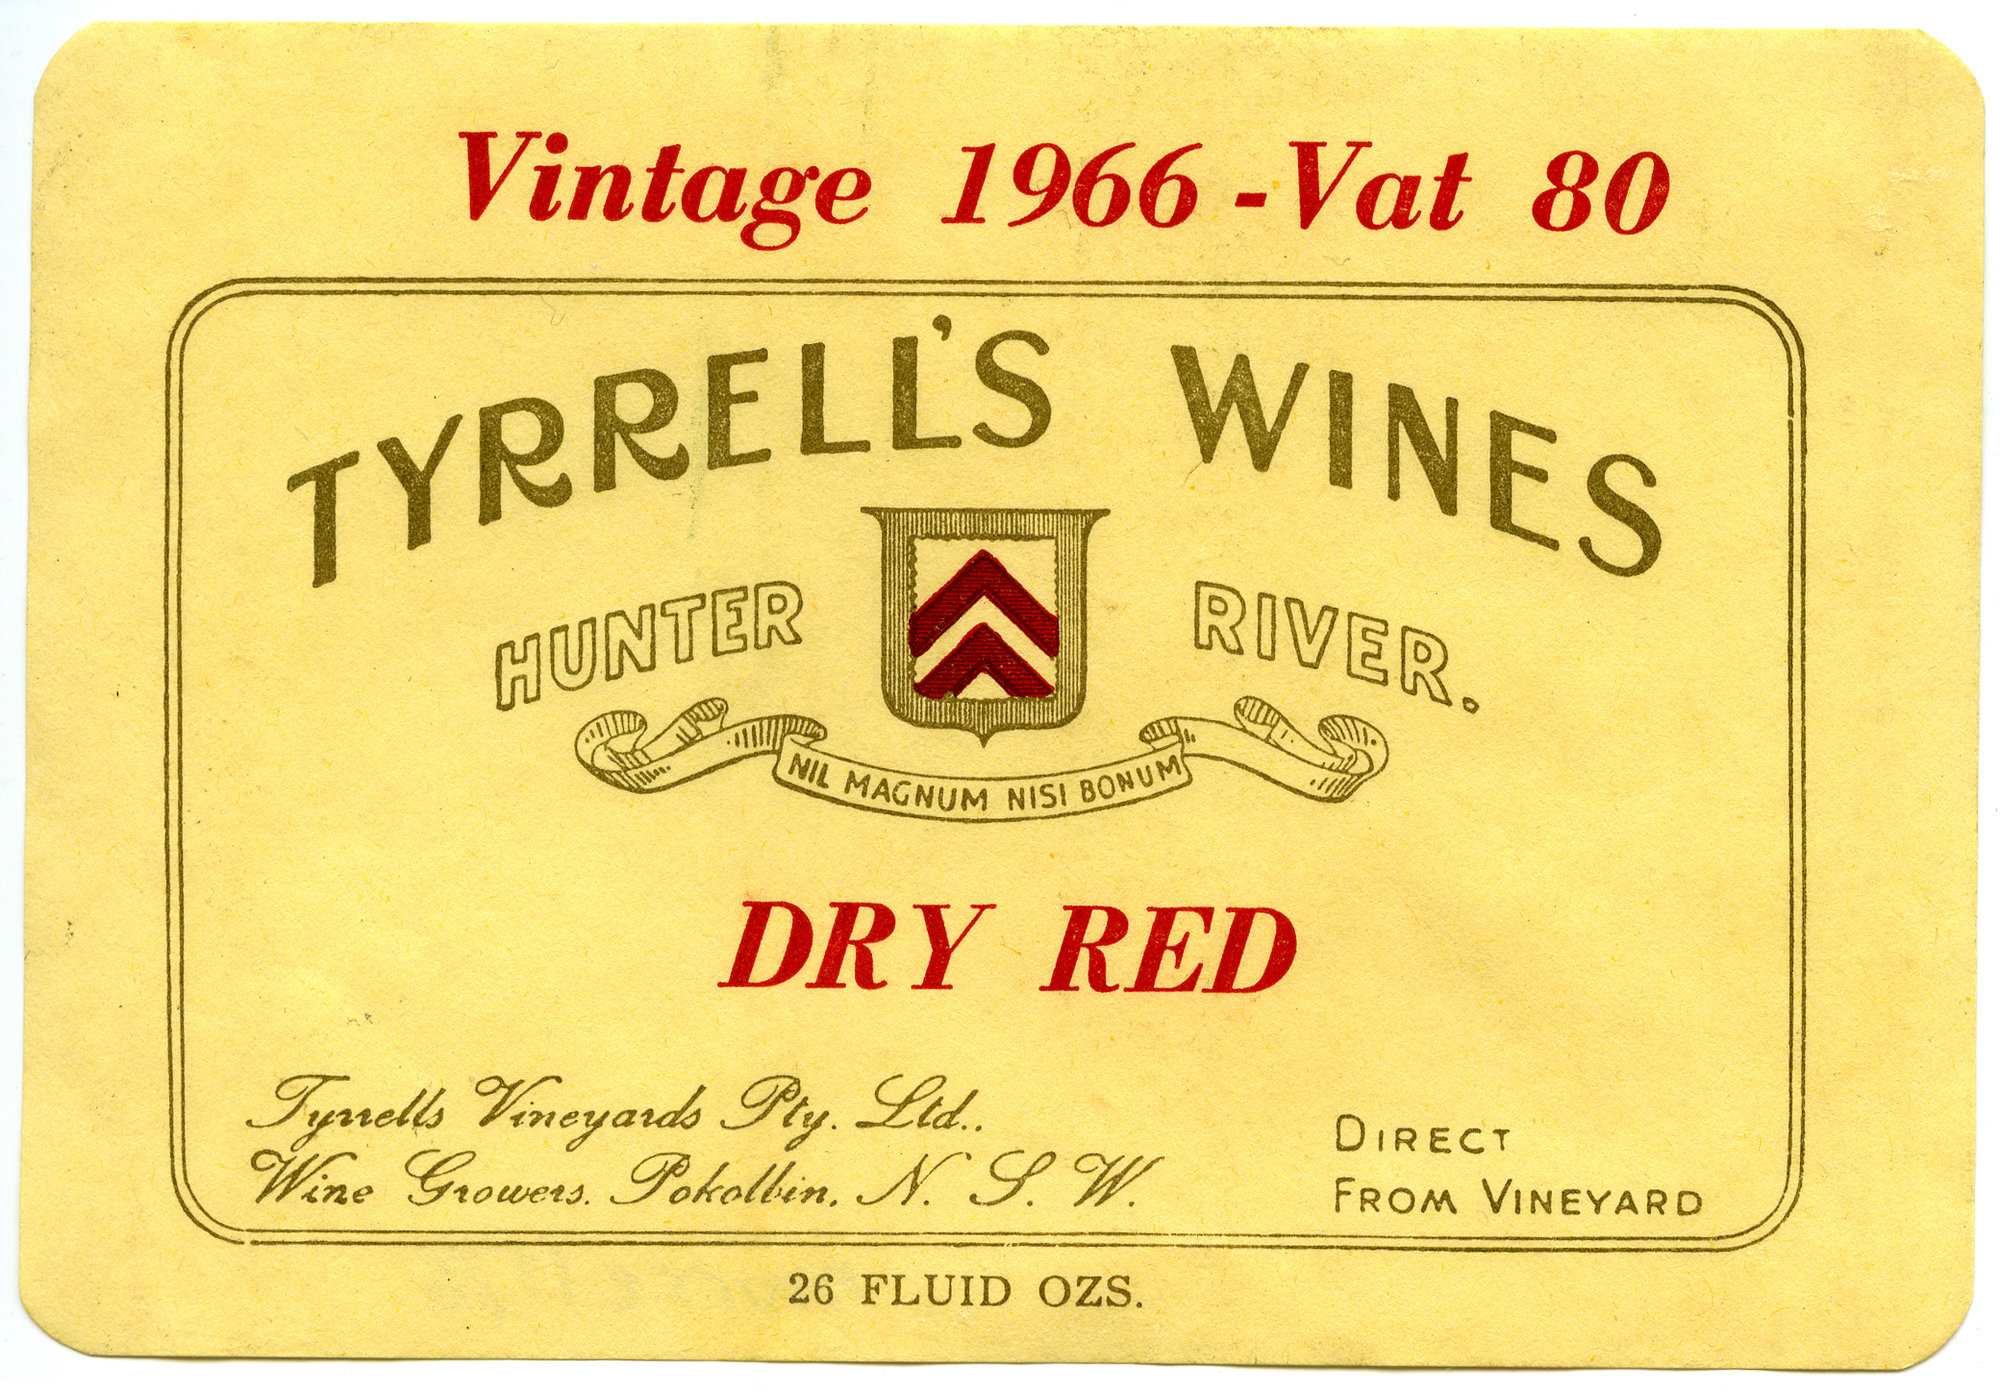 Vintage 1966 - Vat 80
TYRRELL'S WINES
HUNTER RIVER.
NIL MAGNUM NISI BONUM
DRY RED
Tyrrells Vineyards Pty. Ltd..
Wine Growers. Pokolbin. N. S. W.
DIRECT
FROM VINEYARD
26 FLUID OZS.